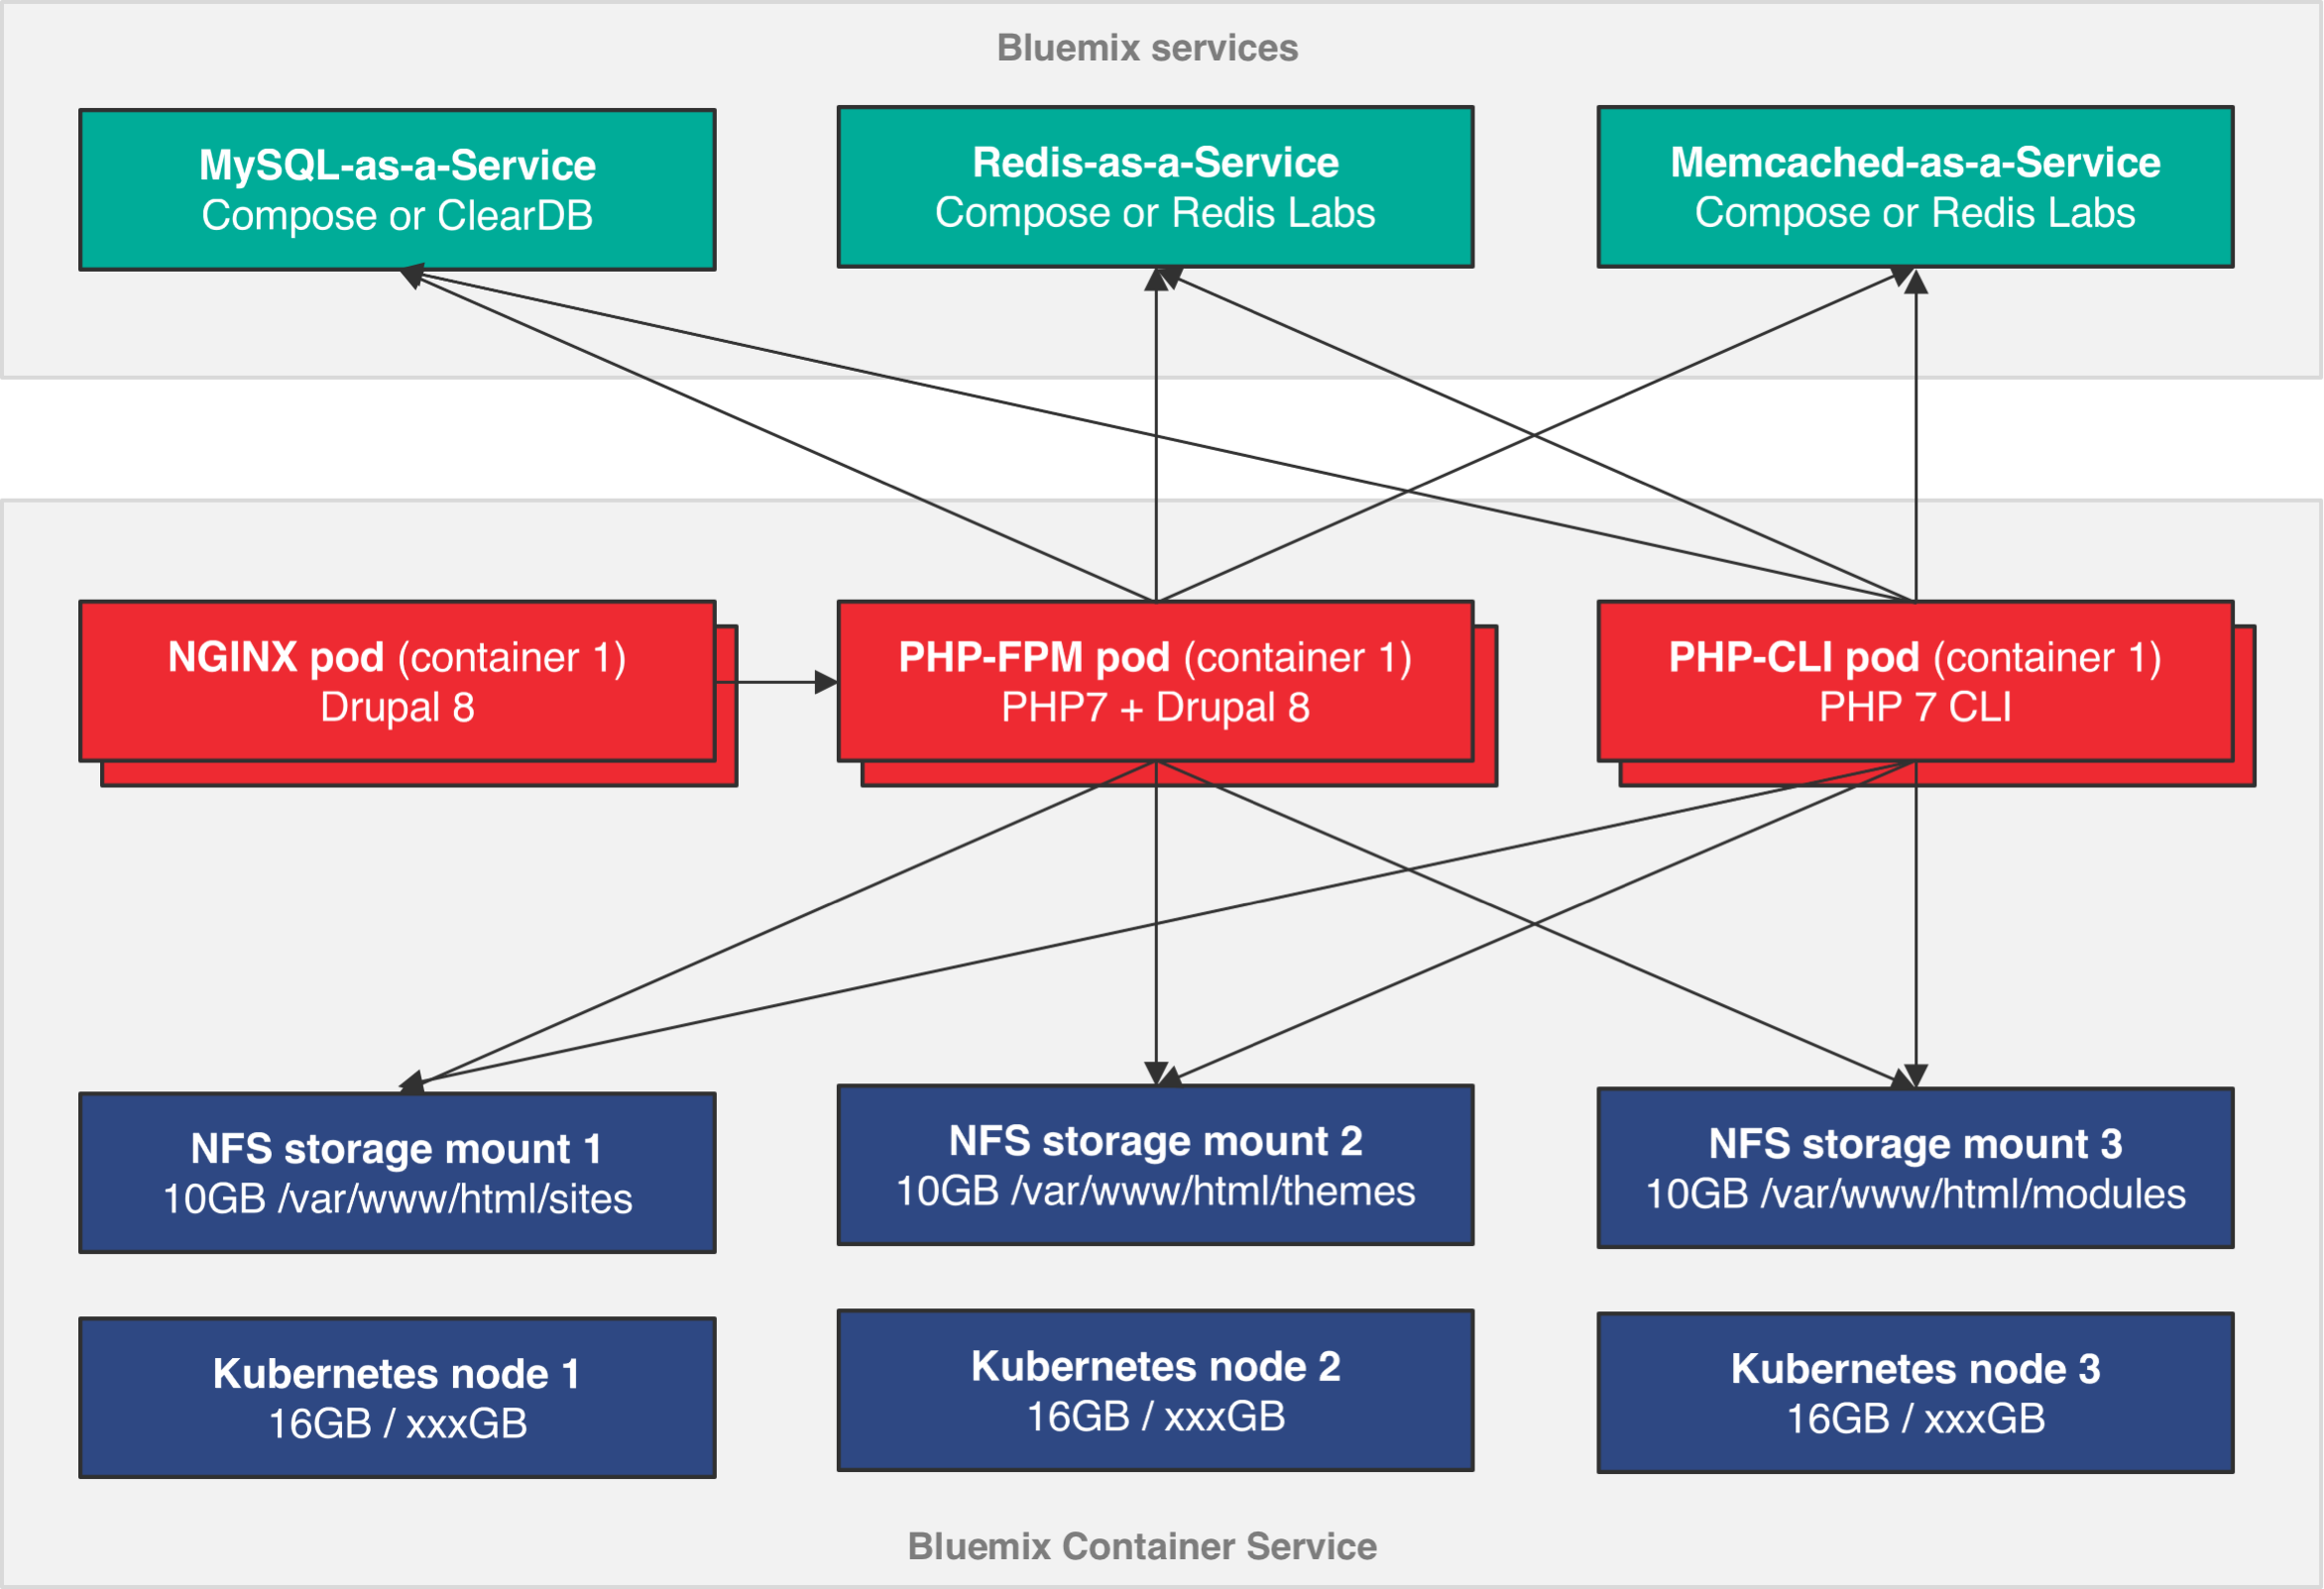 Bluemix services
MySQL-as-a-Service
Compose or ClearDB
Redis-as-a-Service
Compose or Redis Labs
Memcached-as-a-Service
Compose or Redis Labs
NGINX pod (container 1)
Drupal 8
PHP-FPM pod (container 1)
PHP7 + Drupal 8
PHP-CLI pod (container 1)
PHP 7 CLI
NFS storage mount 1
10GB /var/www/html/sites
NFS storage mount 2
10GB /var/www/html/themes
NFS storage mount 3
10GB /var/www/html/modules
Kubernetes node 1
16GB / xxxGB
Kubernetes node 2
16GB / xxxGB
Kubernetes node 3
16GB / xxxGB
Bluemix Container Service